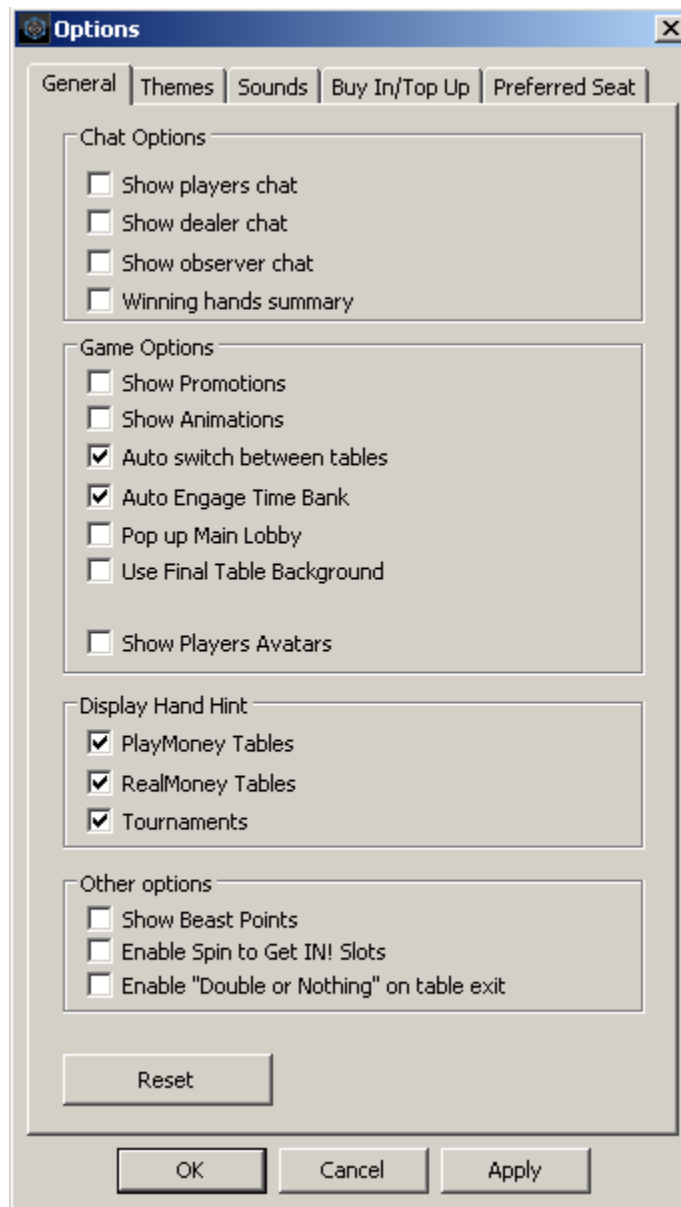 Options
General Themes Sounds Buy In/Top Up Preferred Seat
Chat Options
Show players chat
Show dealer chat
Show observer chat
Winning hands summary
Game Options
Show Promotions
Show Animations
Auto switch between tables
Auto Engage Time Bank
Pop up Main Lobby
Use Final Table Background
Show Players Avatars
Display Hand Hint
PlayMoney Tables
RealMoney Tables
Tournaments
Other options
Show Beast Points
Enable Spin to Get IN! Slots
Enable "Double or Nothing" on table exit
Reset
OK Cancel Apply